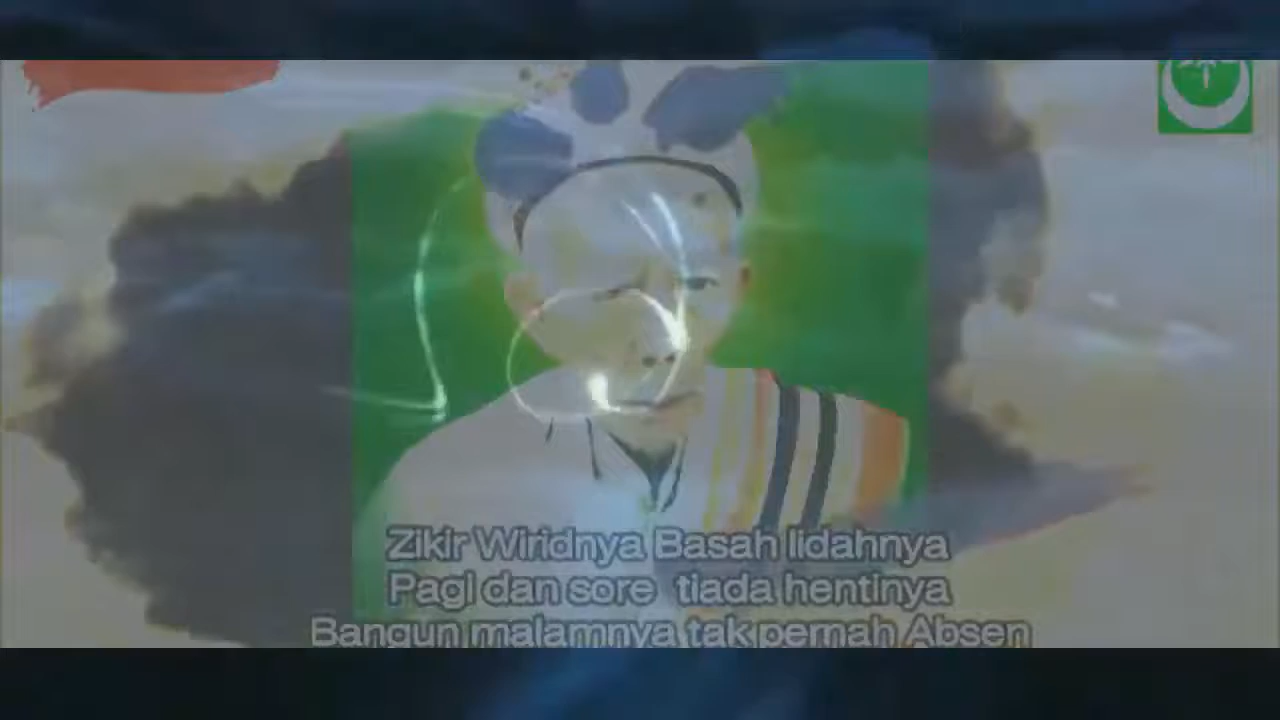 Zikir Wiridnya Basah lidahnya
Pagi dan sore tiada hentinya
Bangun malamnya tak pernah Absen